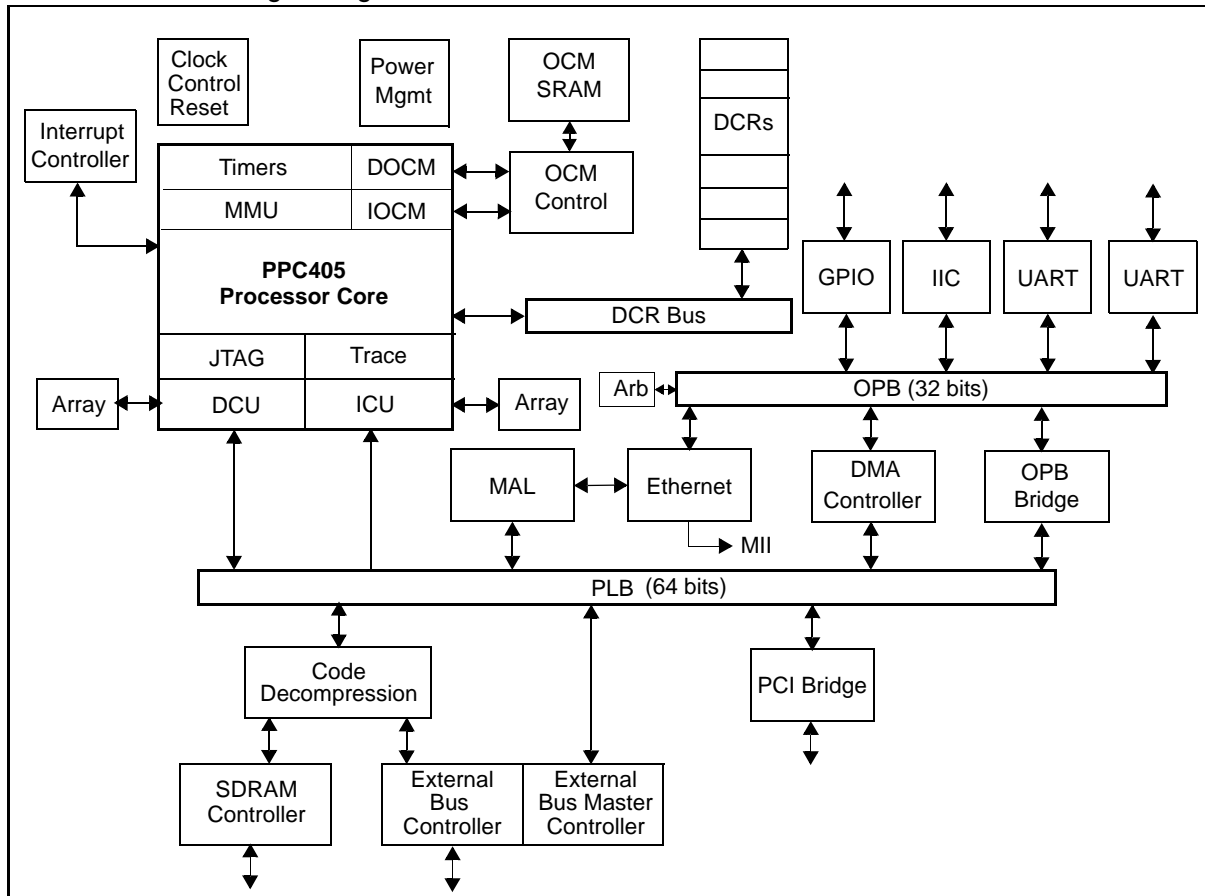 Clock
Control
Reset
Power
Mgmt
OCM
SRAM
DCRs
Interrupt
Controller
Timers
DOCM
MMU
IOCM
OCM
Control
PPC405
Processor Core
GPIO
IIC
UART
UART
DCR Bus
JTAG
Trace
Array
DCU
ICU
Array
Arb
OPB (32 bits)
MAL
Ethernet
DMA
Controller
OPB
Bridge
MII
PLB (64 bits)
Code
Decompression
PCI Bridge
SDRAM
Controller
External
Bus
Controller
External
Bus Master
Controller